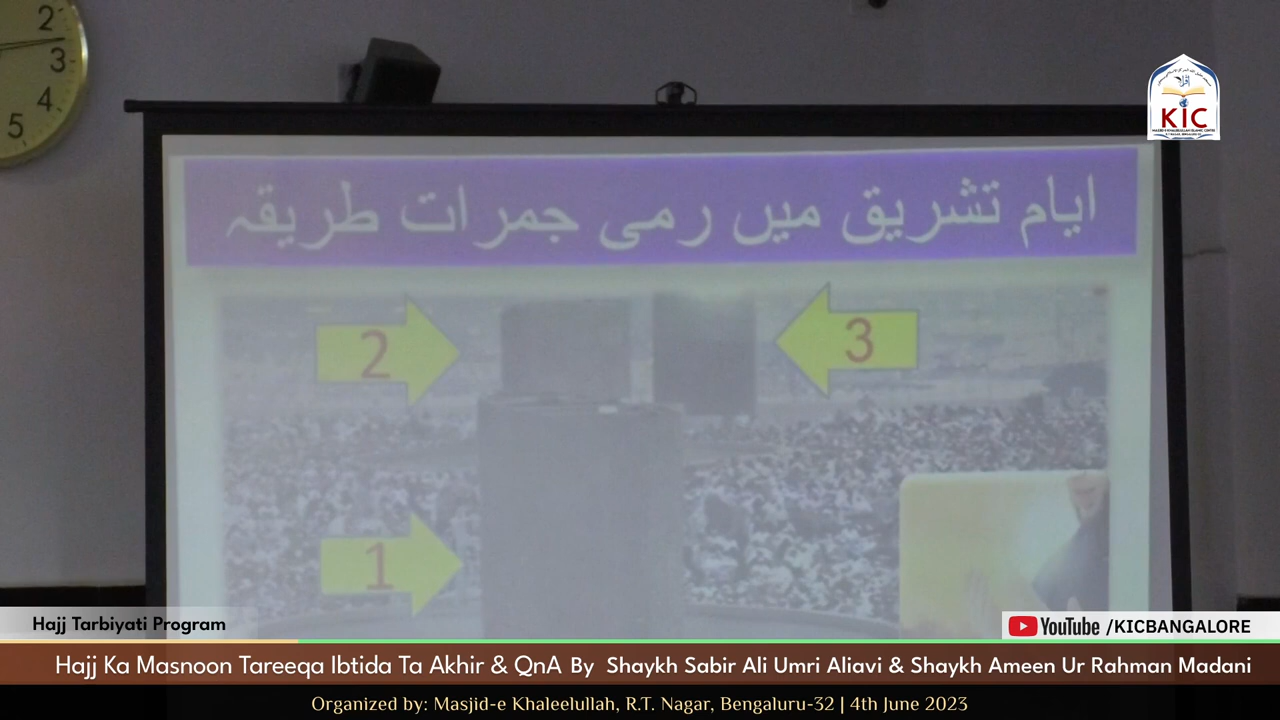 2
3
4
5
KIC
ایام تشریق میں رمی جمرات طریقہ
2
3
1
Hajj Tarbiyati Program
YouTube /KICBANGALORE
Hajj Ka Masnoon Tareeqa Ibtida Ta Akhir & QnA By Shaykh Sabir Ali Umri Aliavi & Shaykh Ameen Ur Rahman Madani
Organized by: Masjid-e Khaleelullah, R.T. Nagar, Bengaluru-32 | 4th June 2023